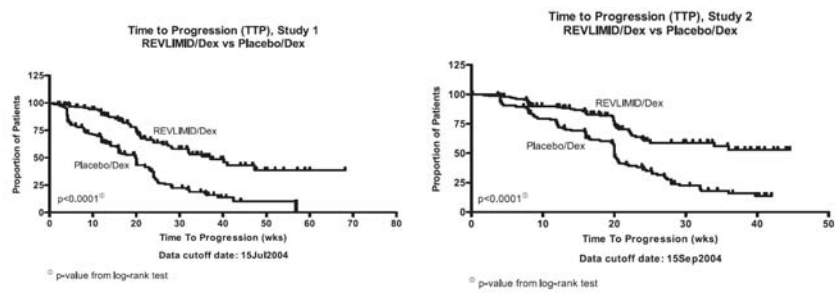 Time to Progression (TTP), Study 1
REVLIMID/Dex vs Placebo/Dex
Proportion of Patients
125
100
75
50
25
0
REVLIMID/Dex
Placebo/Dex
p<0.0001①
0 10 20 30 40 50 60 70 80
Time To Progression (wks)
Data cutoff date: 15Jul2004
① p-value from log-rank test
Time to Progression (TTP), Study 2
REVLIMID/Dex vs Placebo/Dex
Proportion of Patients
125
100
75
50
25
0
REVLIMID/Dex
Placebo/Dex
p<0.0001①
0 10 20 30 40 50
Time To Progression (wks)
Data cutoff date: 15Sep2004
① p-value from log-rank test